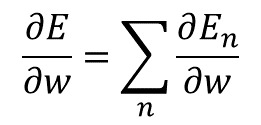 ∂E/∂w = ∑_n ∂E_n/∂w